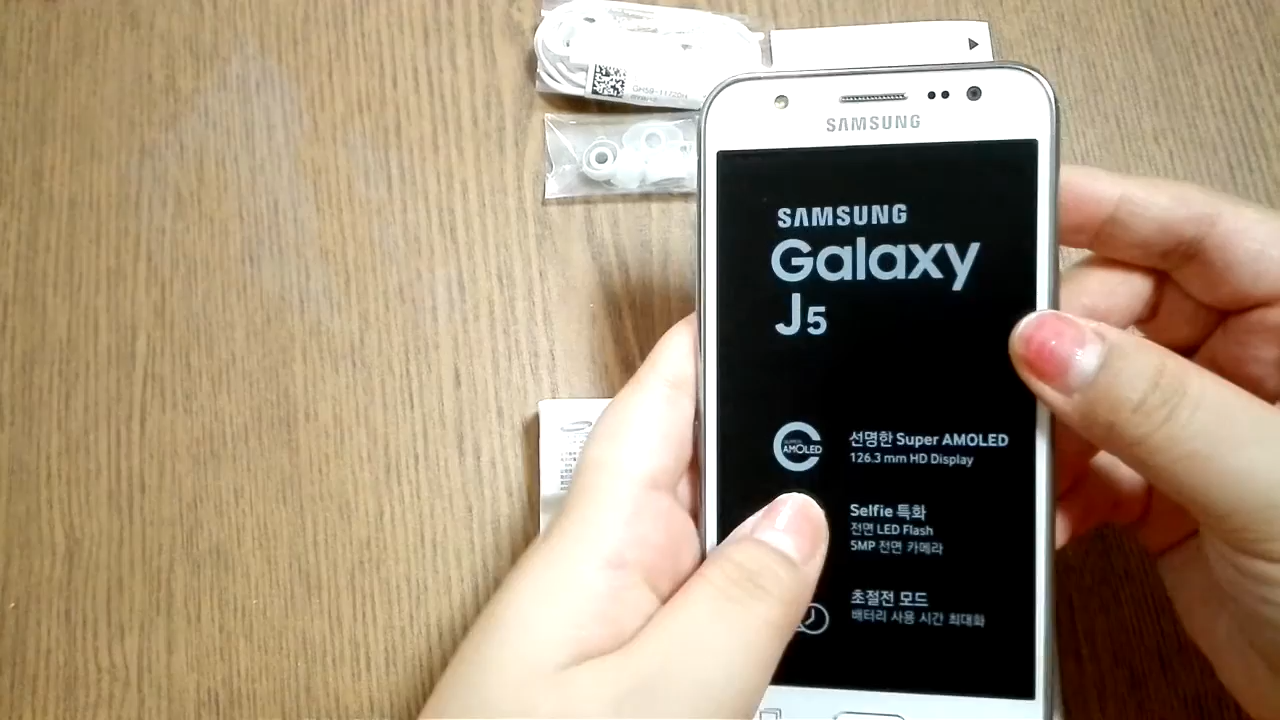 SAMSUNG
SAMSUNG
Galaxy
J5
SUPER
AMOLED
선명한 Super AMOLED
126.3 mm HD Display
Selfie 특화
전면 LED Flash
5MP 전면 카메라
초절전 모드
배터리 사용 시간 최대화